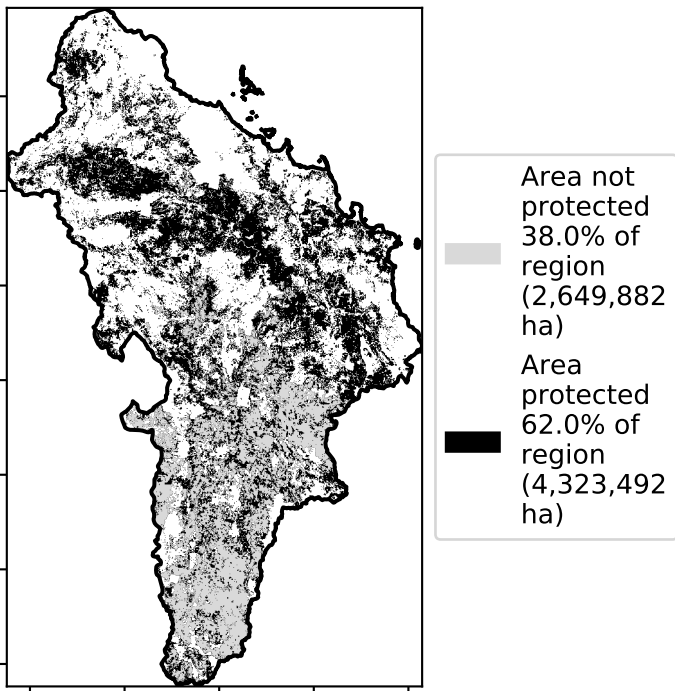 Area not
protected
38.0% of
region
(2,649,882
ha)
Area
protected
62.0% of
region
(4,323,492
ha)